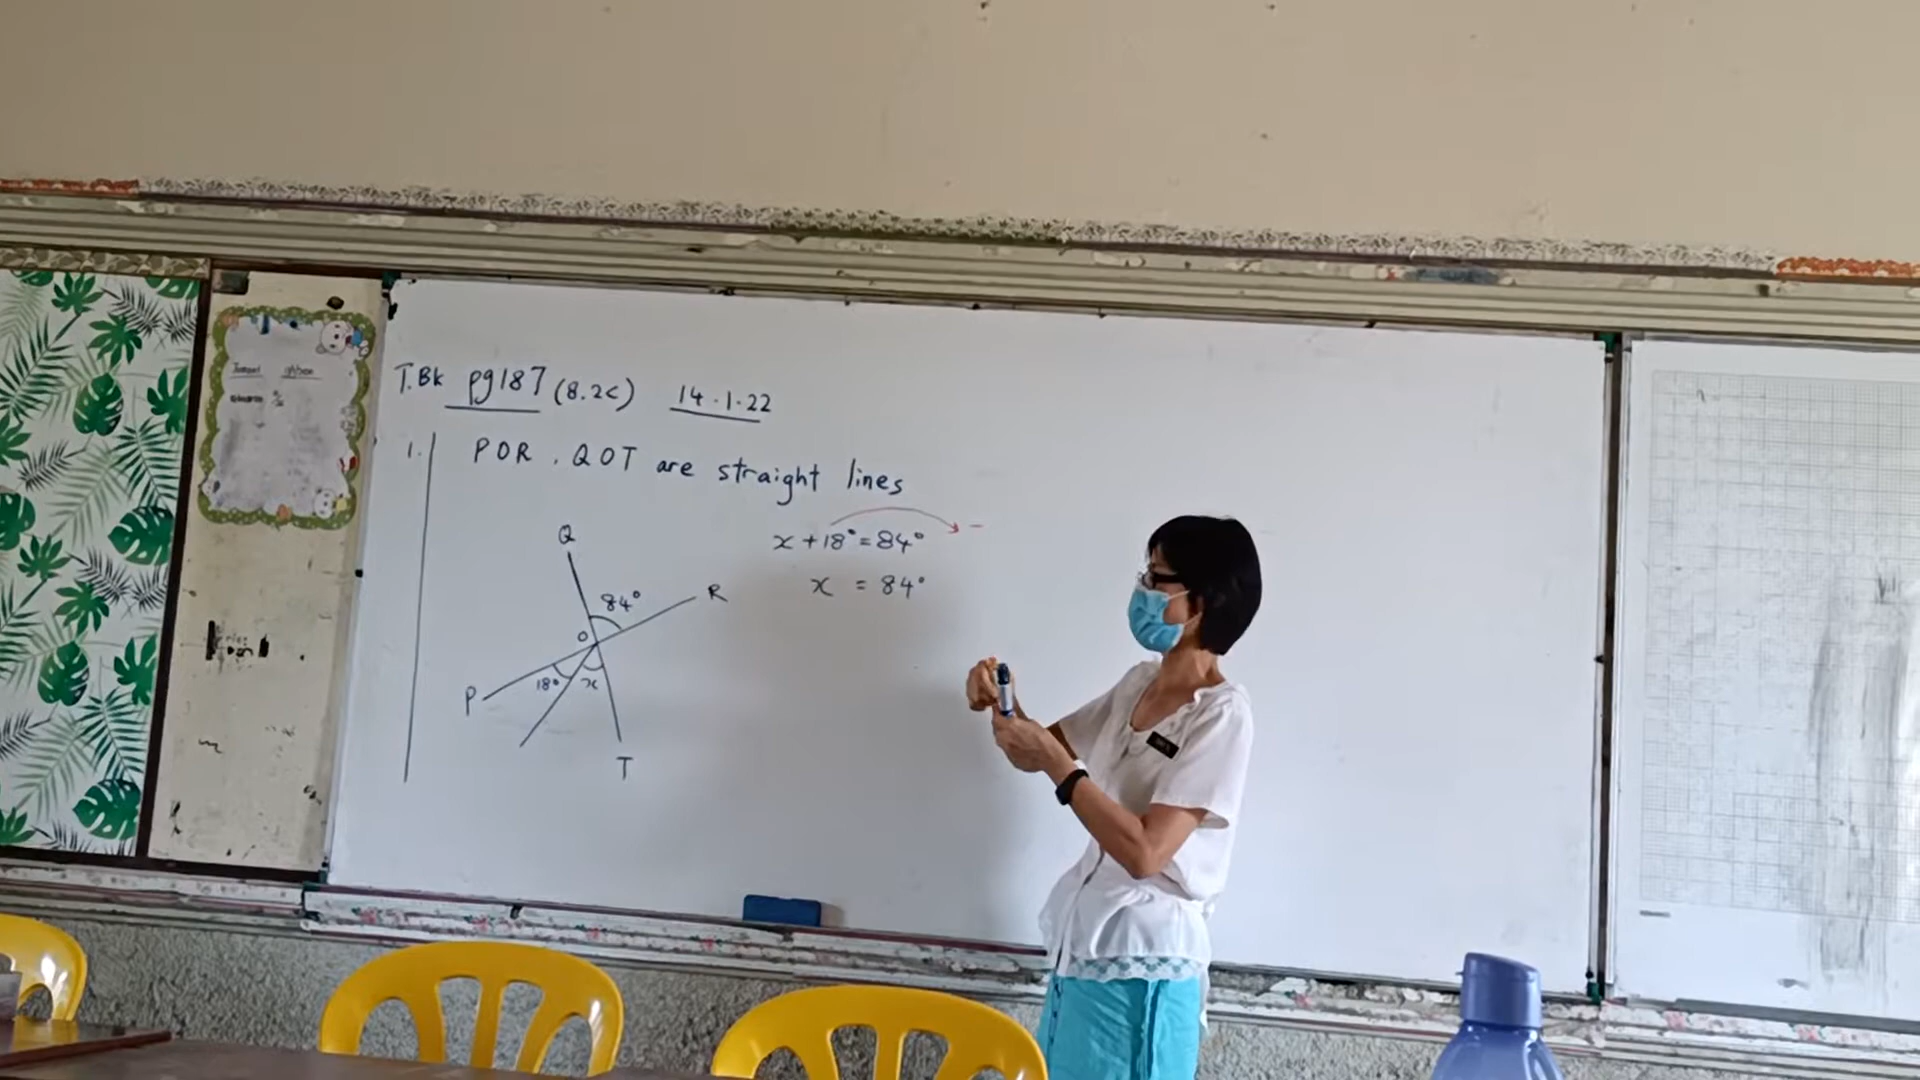 T.Bk pg187 (8.2c) 14.1.22
1. POR, QOT are straight lines
x + 18° = 84° -
x = 84°
Q
84°
R
O
P
18°
x
T